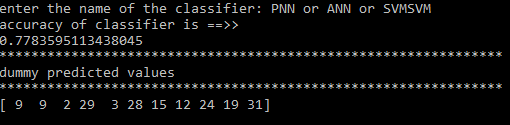 enter the name of the classifier: PNN or ANN or SVMSVM
accuracy of classifier is ==>>
0.7783595113438045
***************************************************************
dummy predicted values
***************************************************************
[ 9  9  2 29  3 28 15 12 24 19 31]